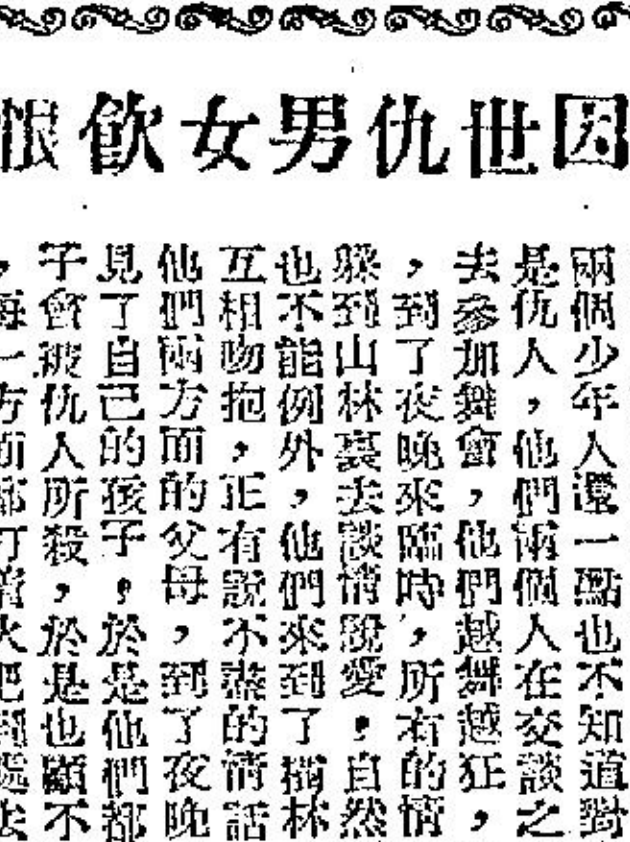 因世仇男女飲恨
兩個少年人還一點也不知道對
是仇人，他們兩個人在交談之
去參加舞會，他們越舞越狂，
，到了夜晚來臨時，所有的情
躲到山林裏去談情說愛，自然
也不能例外，他們來到了樹林
互相吻抱，正有說不盡的情話
他們兩方面的父母，到了夜晚
見了自己的孩子，於是他們都
子會被仇人所殺，於是也顧不
，每一方面都打着火把到處去